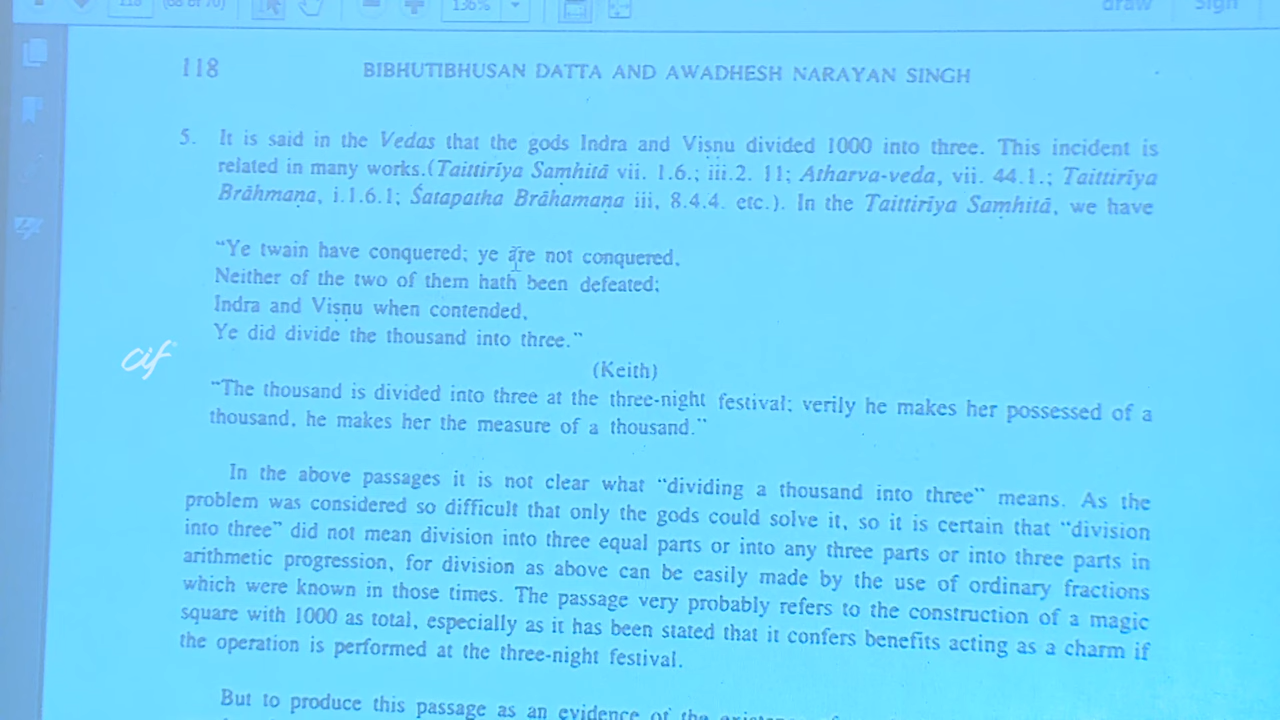 118 (68 of 70) 136% draw Sign
118 BIBHUTIBHUSAN DATTA AND AWADHESH NARAYAN SINGH
5. It is said in the Vedas that the gods Indra and Viṣṇu divided 1000 into three. This incident is
related in many works.(Taittirīya Saṃhitā vii. 1.6.; iii.2. 11; Atharva-veda, vii. 44.1.; Taittirīya
Brāhmaṇa, i.1.6.1; Śatapatha Brāhamaṇa iii, 8.4.4. etc.). In the Taittirīya Saṃhitā, we have
"Ye twain have conquered; ye are not conquered,
Neither of the two of them hath been defeated;
Indra and Viṣṇu when contended,
Ye did divide the thousand into three."
cif
(Keith)
"The thousand is divided into three at the three-night festival; verily he makes her possessed of a
thousand, he makes her the measure of a thousand."
In the above passages it is not clear what "dividing a thousand into three" means. As the
problem was considered so difficult that only the gods could solve it, so it is certain that "division
into three" did not mean division into three equal parts or into any three parts or into three parts in
arithmetic progression, for division as above can be easily made by the use of ordinary fractions
which were known in those times. The passage very probably refers to the construction of a magic
square with 1000 as total, especially as it has been stated that it confers benefits acting as a charm if
the operation is performed at the three-night festival.
But to produce this passage as an evidence of the